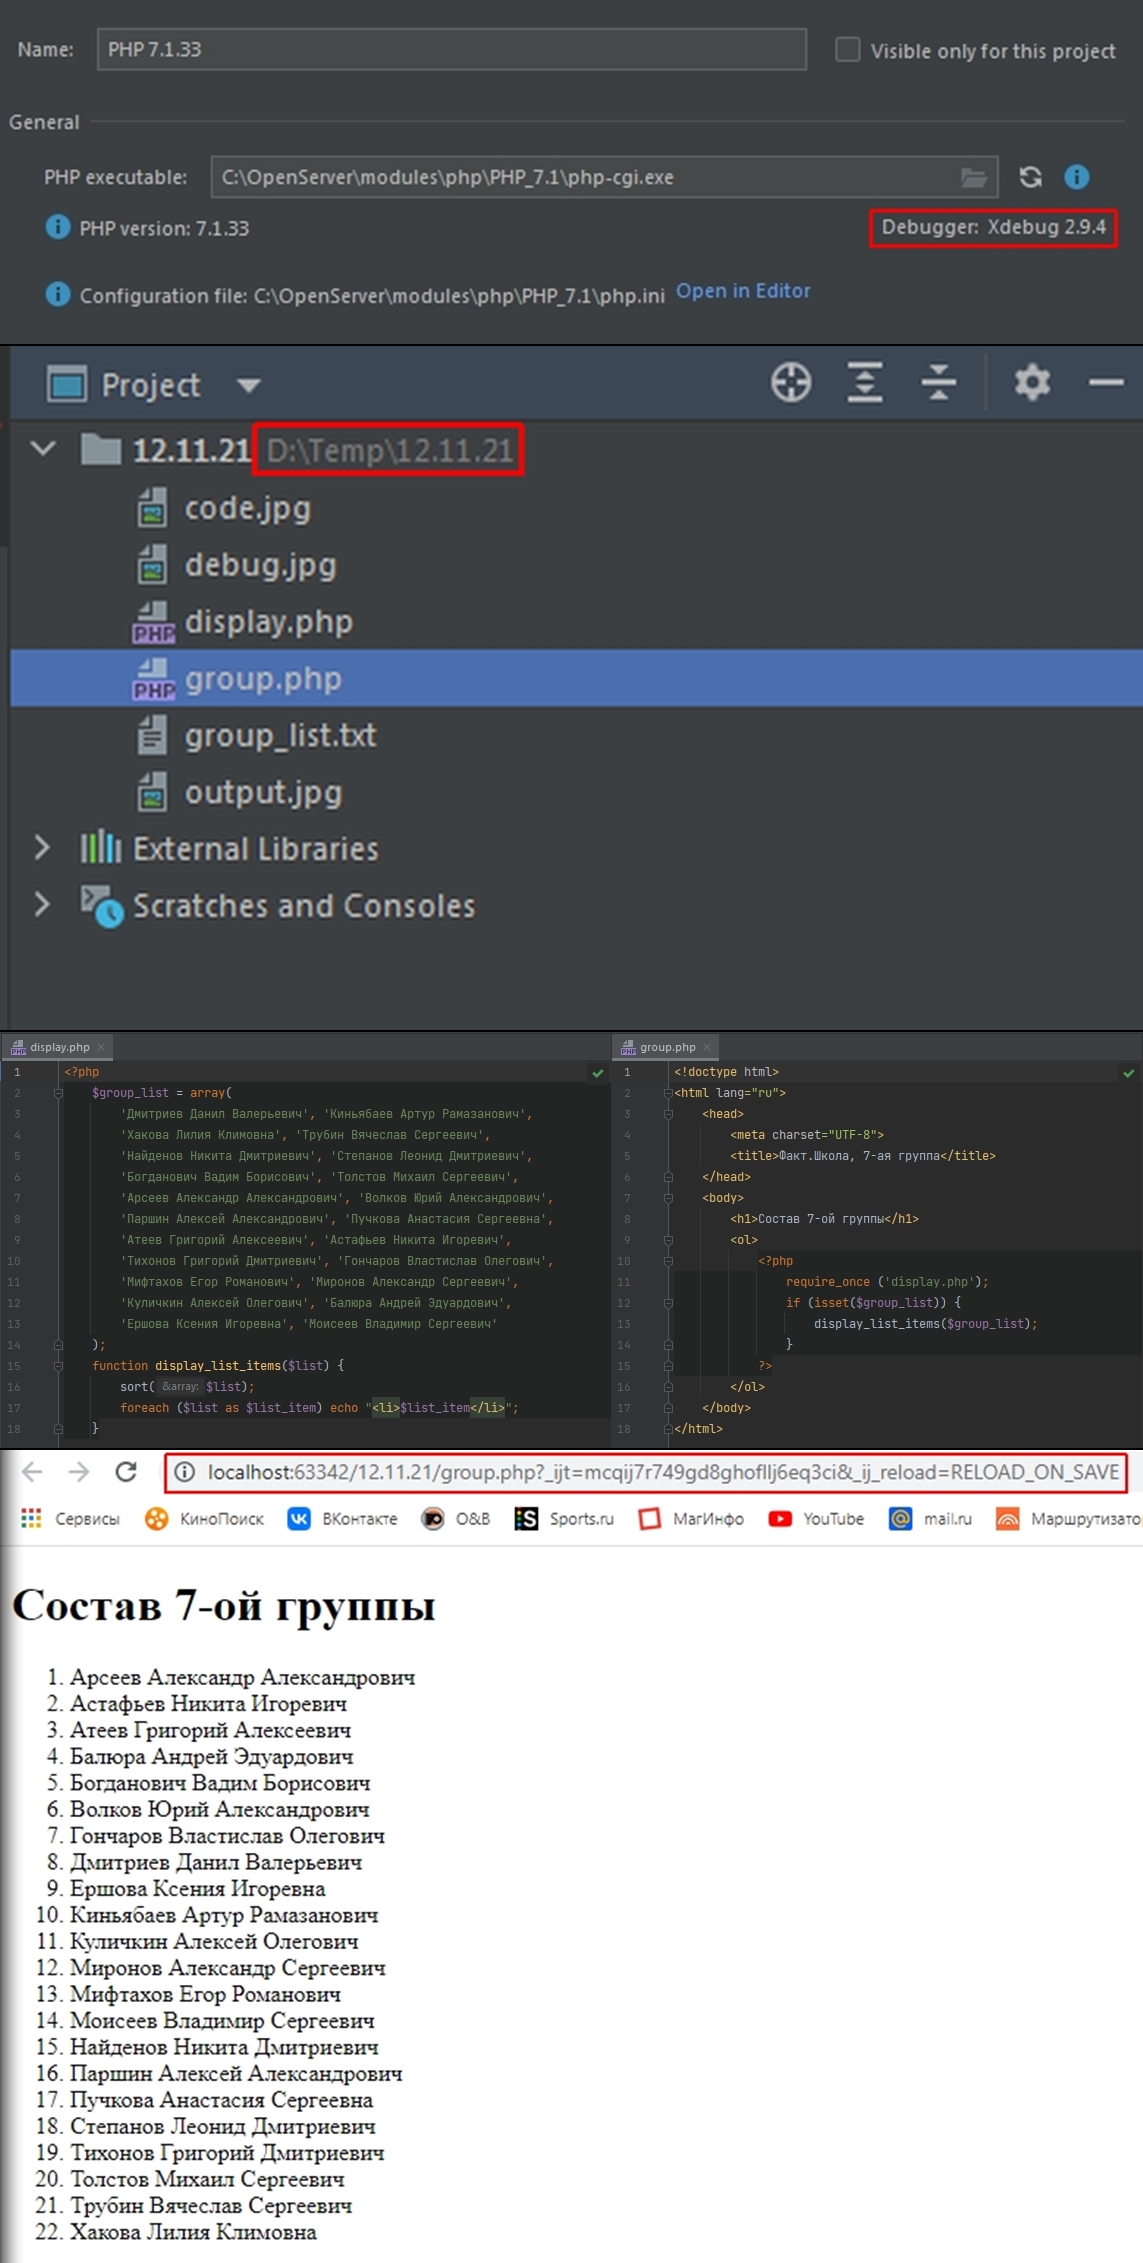 Name: PHP 7.1.33 Visible only for this project
General
PHP executable: C:\OpenServer\modules\php\PHP_7.1\php-cgi.exe
PHP version: 7.1.33 Debugger: Xdebug 2.9.4
Configuration file: C:\OpenServer\modules\php\PHP_7.1\php.ini Open in Editor
Project
12.11.21 D:\Temp\12.11.21
code.jpg
debug.jpg
display.php
group.php
group_list.txt
output.jpg
External Libraries
Scratches and Consoles
display.php
1 <?php
2 $group_list = array(
3 'Дмитриев Данил Валерьевич', 'Киньябаев Артур Рамазанович',
4 'Хакова Лилия Климовна', 'Трубин Вячеслав Сергеевич',
5 'Найденов Никита Дмитриевич', 'Степанов Леонид Дмитриевич',
6 'Богданович Вадим Борисович', 'Толстов Михаил Сергеевич',
7 'Арсеев Александр Александрович', 'Волков Юрий Александрович',
8 'Паршин Алексей Александрович', 'Пучкова Анастасия Сергеевна',
9 'Атеев Григорий Алексеевич', 'Астафьев Никита Игоревич',
10 'Тихонов Григорий Дмитриевич', 'Гончаров Властислав Олегович',
11 'Мифтахов Егор Романович', 'Миронов Александр Сергеевич',
12 'Куличкин Алексей Олегович', 'Балюра Андрей Эдуардович',
13 'Ершова Ксения Игоревна', 'Моисеев Владимир Сергеевич'
14 );
15 function display_list_items($list) {
16 sort( &array: $list);
17 foreach ($list as $list_item) echo "<li>$list_item</li>";
18 }
group.php
1 <!doctype html>
2 <html lang="ru">
3 <head>
4 <meta charset="UTF-8">
5 <title>Факт.Школа, 7-ая группа</title>
6 </head>
7 <body>
8 <h1>Состав 7-ой группы</h1>
9 <ol>
10 <?php
11 require_once ('display.php');
12 if (isset($group_list)) {
13 display_list_items($group_list);
14 }
15 ?>
16 </ol>
17 </body>
18 </html>
localhost:63342/12.11.21/group.php?_ijt=mcqij7r749gd8ghofllj6eq3ci&_ij_reload=RELOAD_ON_SAVE
Сервисы КиноПоиск ВКонтакте О&В Sports.ru МагИнфо YouTube mail.ru Маршрутизато
Состав 7-ой группы
1. Арсеев Александр Александрович
2. Астафьев Никита Игоревич
3. Атеев Григорий Алексеевич
4. Балюра Андрей Эдуардович
5. Богданович Вадим Борисович
6. Волков Юрий Александрович
7. Гончаров Властислав Олегович
8. Дмитриев Данил Валерьевич
9. Ершова Ксения Игоревна
10. Киньябаев Артур Рамазанович
11. Куличкин Алексей Олегович
12. Миронов Александр Сергеевич
13. Мифтахов Егор Романович
14. Моисеев Владимир Сергеевич
15. Найденов Никита Дмитриевич
16. Паршин Алексей Александрович
17. Пучкова Анастасия Сергеевна
18. Степанов Леонид Дмитриевич
19. Тихонов Григорий Дмитриевич
20. Толстов Михаил Сергеевич
21. Трубин Вячеслав Сергеевич
22. Хакова Лилия Климовна